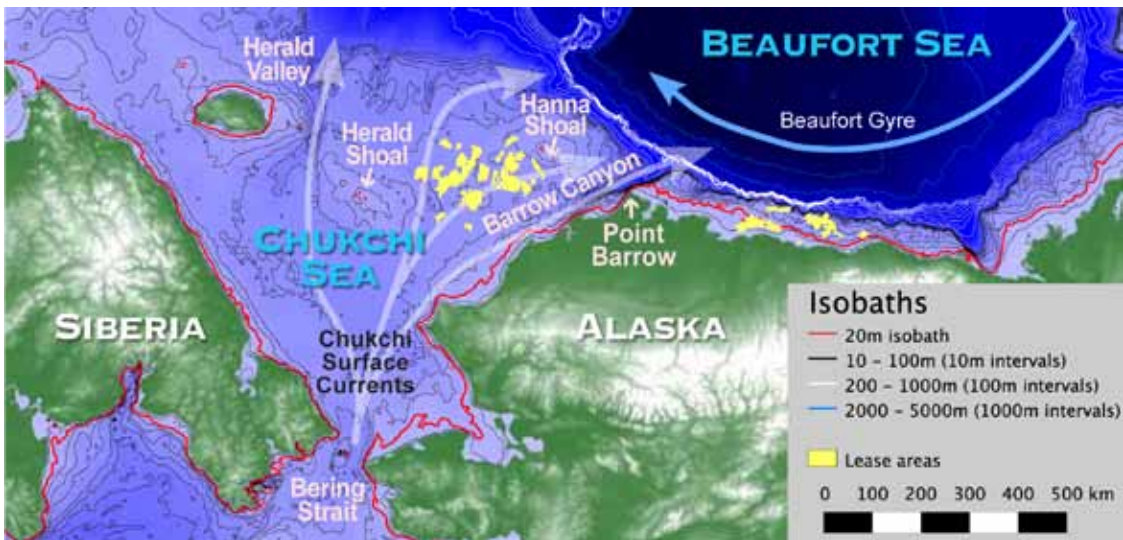 Herald
Valley
BEAUFORT SEA
Beaufort Gyre
Hanna
Shoal
Herald
Shoal
Barrow Canyon
CHUKCHI
SEA
Point
Barrow
SIBERIA
ALASKA
Chukchi
Surface
Currents
Bering
Strait
Isobaths
20m isobath
10 - 100m (10m intervals)
200 - 1000m (100m intervals)
2000 - 5000m (1000m intervals)
Lease areas
0 100 200 300 400 500 km